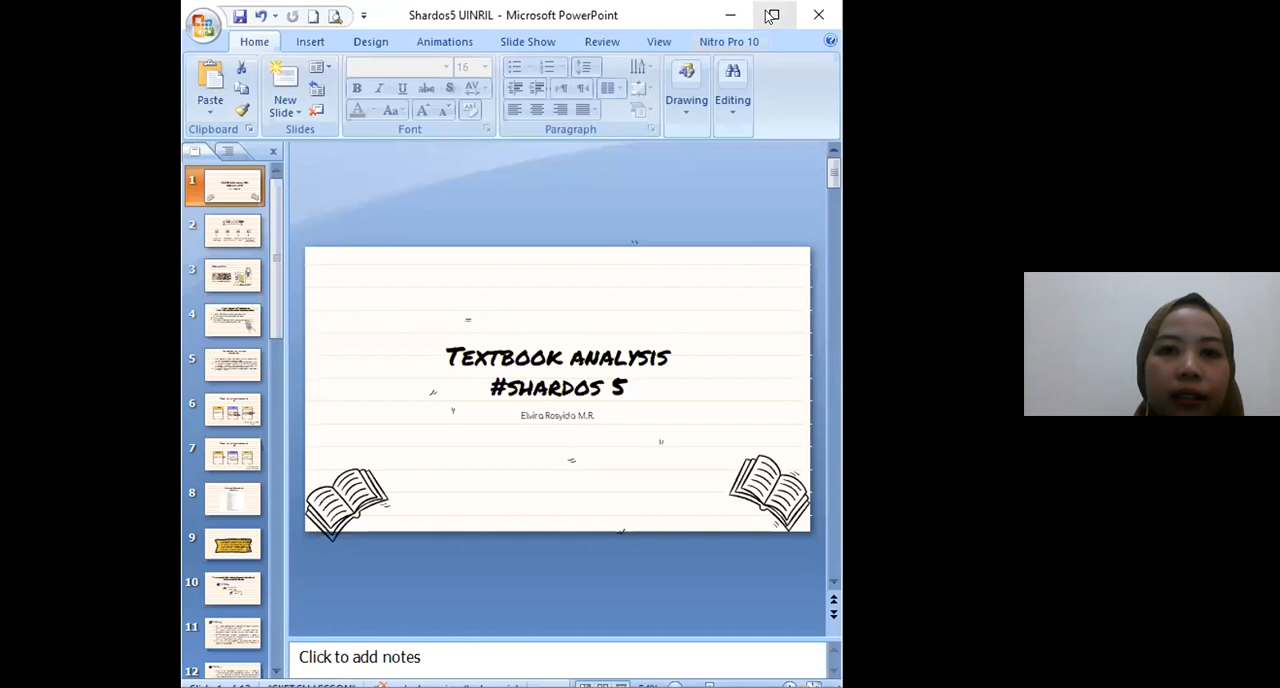 Shardos5 UINRIL - Microsoft PowerPoint
Home Insert Design Animations Slide Show Review View Nitro Pro 10
16
Paste
New
Slide
Drawing
Editing
Clipboard
Slides
Font
Paragraph
1
2
3
4
5
6
7
8
9
10
11
12
Textbook analysis
#shardos 5
Elvira Rosyida M.R.
Click to add notes